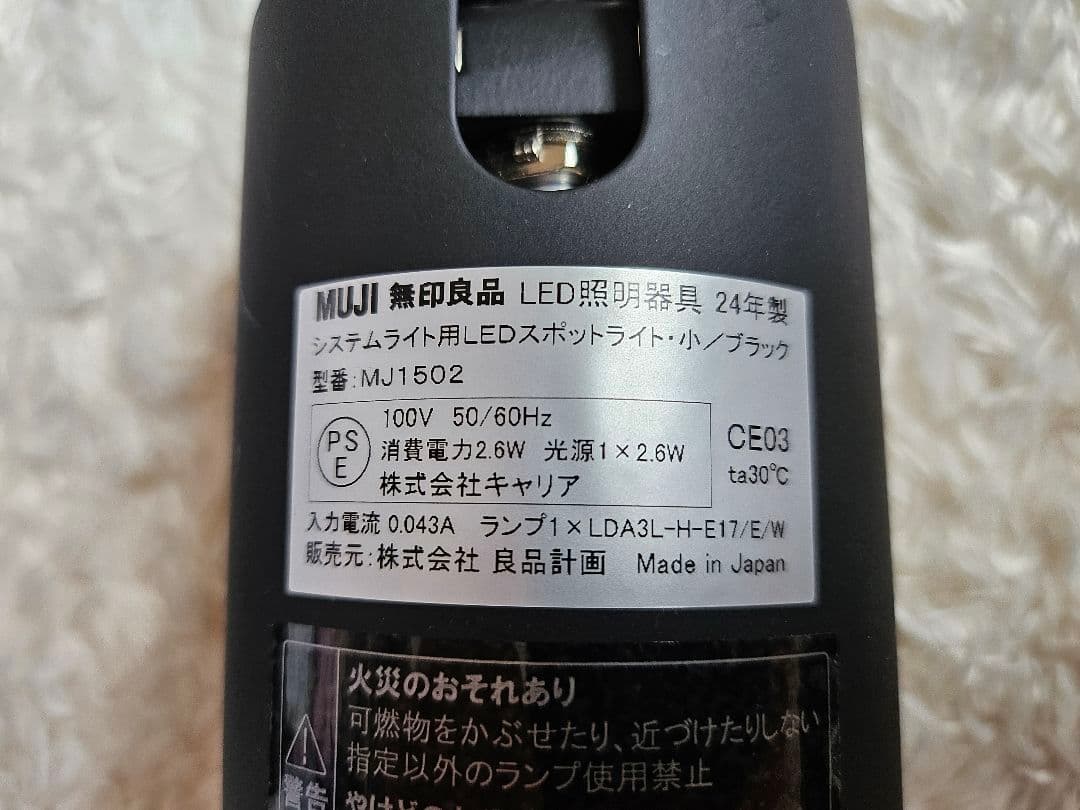 MUJI 無印良品 LED照明器具 24年製
システムライト用LEDスポットライト・小／ブラック
型番:MJ1502
PSE
100V 50/60Hz
消費電力2.6W 光源1×2.6W
株式会社キャリア
CE03
ta30℃
入力電流 0.043A ランプ1×LDA3L-H-E17/E/W
販売元:株式会社 良品計画 Made in Japan
警告
火災のおそれあり
可燃物をかぶせたり、近づけたりしない
指定以外のランプ使用禁止